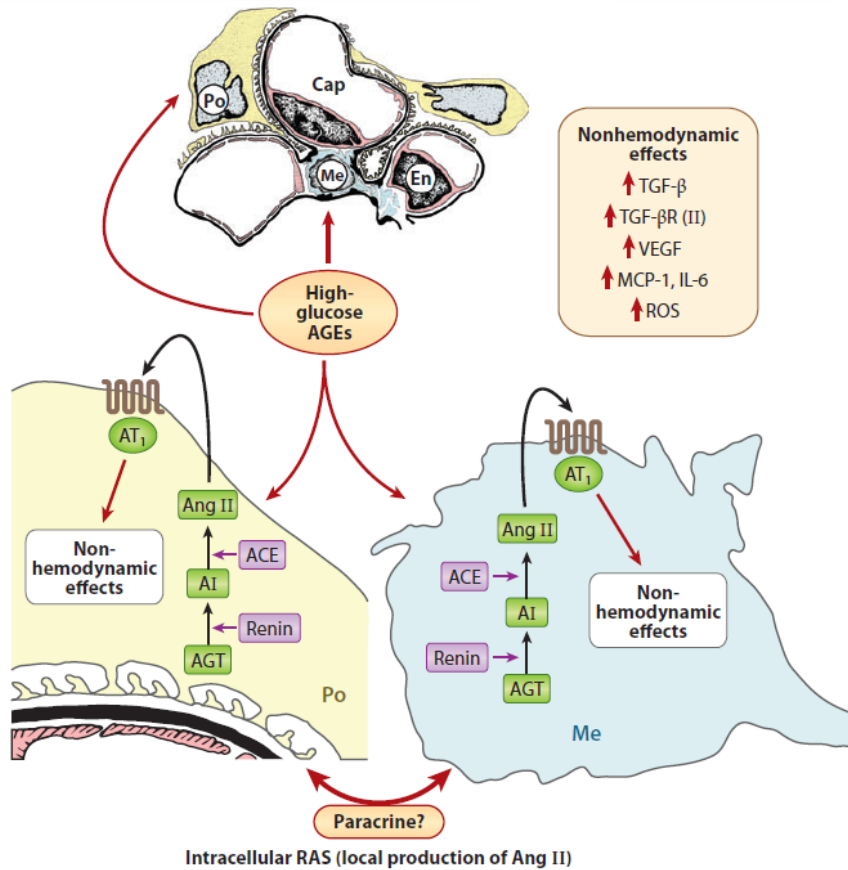 Po
Cap
Me
En
Nonhemodynamic
effects
TGF-β
TGF-βR (II)
VEGF
MCP-1, IL-6
ROS
High-
glucose
AGEs
AT₁
Ang II
ACE
AI
Renin
AGT
Non-
hemodynamic
effects
Po
AT₁
Ang II
ACE
AI
Renin
AGT
Non-
hemodynamic
effects
Me
Paracrine?
Intracellular RAS (local production of Ang II)